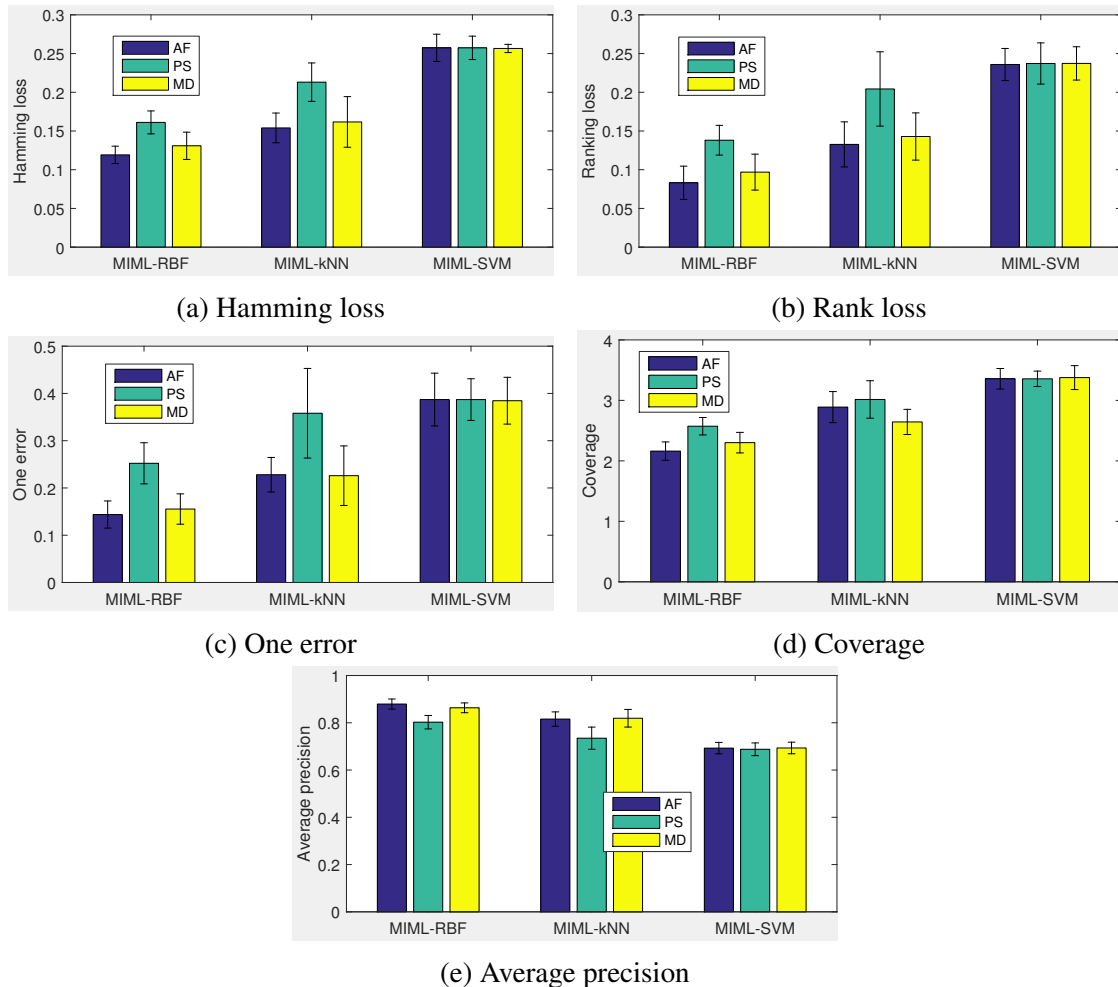 0.3
0.25
0.2
0.15
0.1
0.05
0
Hamming loss
AF
PS
MD
MIML-RBF MIML-kNN MIML-SVM
(a) Hamming loss
0.3
0.25
0.2
0.15
0.1
0.05
0
Ranking loss
AF
PS
MD
MIML-RBF MIML-kNN MIML-SVM
(b) Rank loss
0.5
0.4
0.3
0.2
0.1
0
One error
AF
PS
MD
MIML-RBF MIML-kNN MIML-SVM
(c) One error
4
3
2
1
0
Coverage
AF
PS
MD
MIML-RBF MIML-kNN MIML-SVM
(d) Coverage
1
0.8
0.6
0.4
0.2
0
Average precision
AF
PS
MD
MIML-RBF MIML-kNN MIML-SVM
(e) Average precision